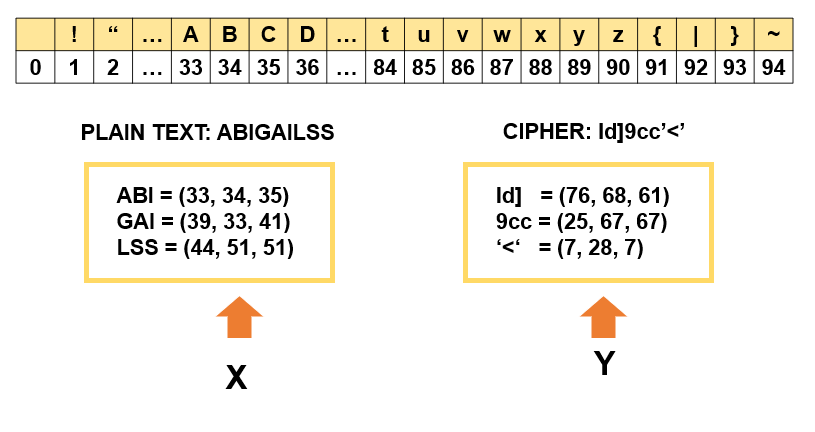 ! “ … A B C D … t u v w x y z { | } ~
0 1 2 … 33 34 35 36 … 84 85 86 87 88 89 90 91 92 93 94
PLAIN TEXT: ABIGAILSS
CIPHER: ld]9cc’<’
ABI = (33, 34, 35)
GAI = (39, 33, 41)
LSS = (44, 51, 51)
ld] = (76, 68, 61)
9cc = (25, 67, 67)
‘<‘ = (7, 28, 7)
X
Y